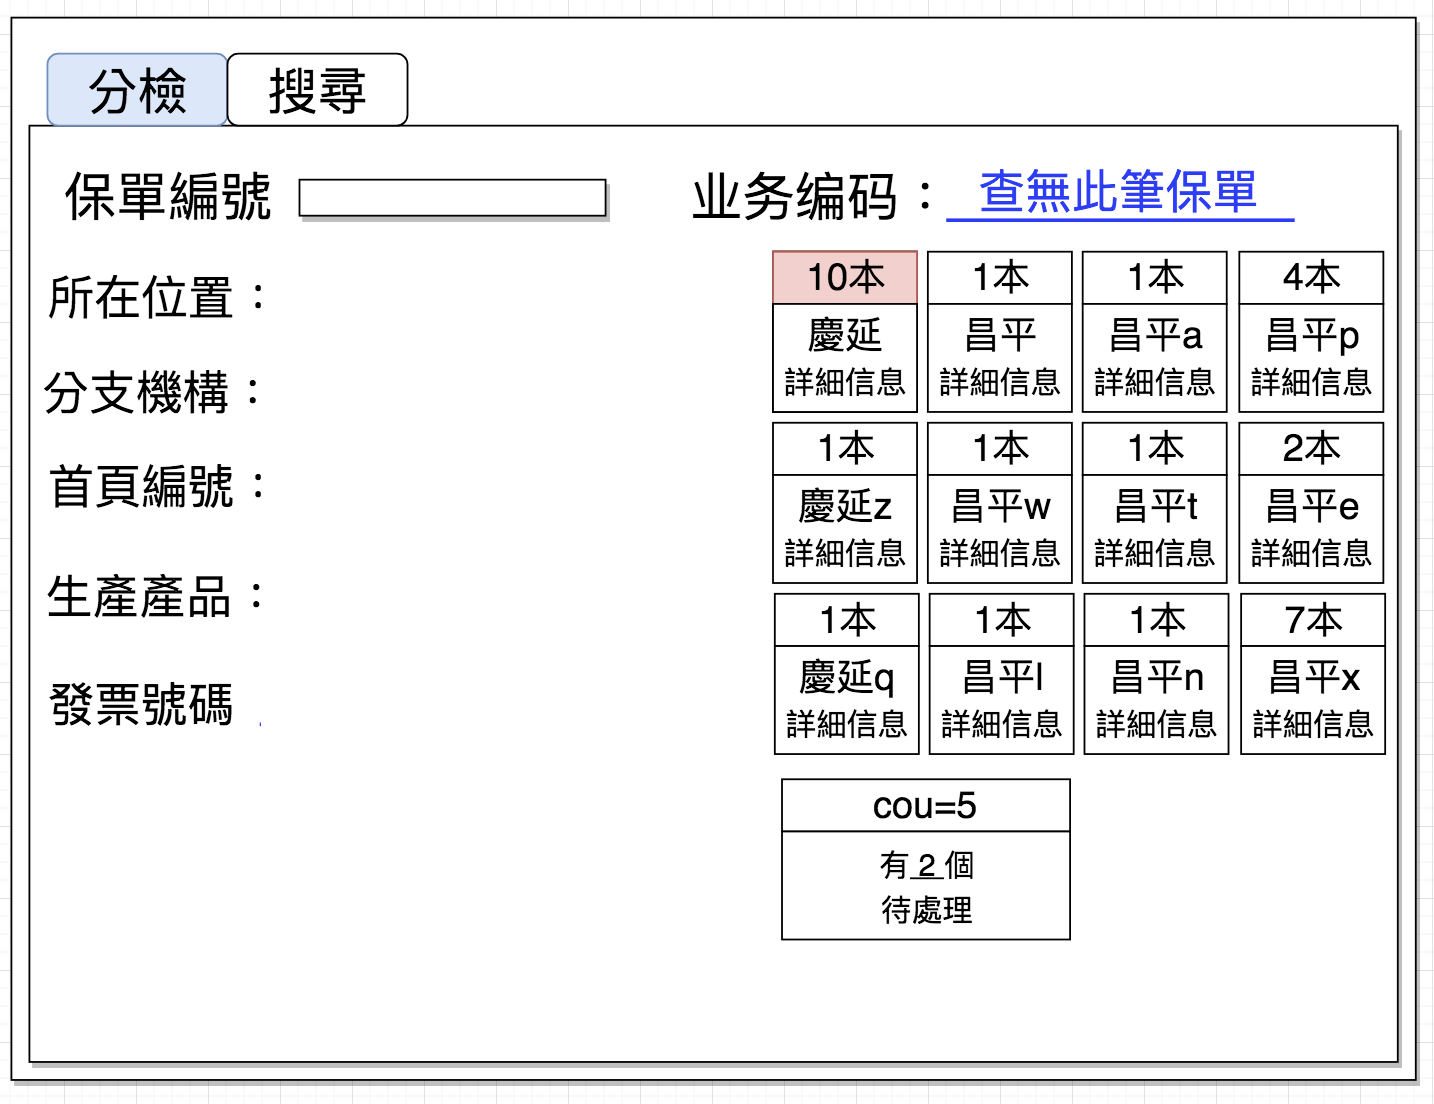 分檢 搜尋
保單編號
业务编码：查無此筆保單
所在位置：
分支機構：
首頁編號：
生產產品：
發票號碼
10本 1本 1本 4本
慶延 昌平 昌平a 昌平p
詳細信息 詳細信息 詳細信息 詳細信息
1本 1本 1本 2本
慶延z 昌平w 昌平t 昌平e
詳細信息 詳細信息 詳細信息 詳細信息
1本 1本 1本 7本
慶延q 昌平l 昌平n 昌平x
詳細信息 詳細信息 詳細信息 詳細信息
cou=5
有 2 個
待處理